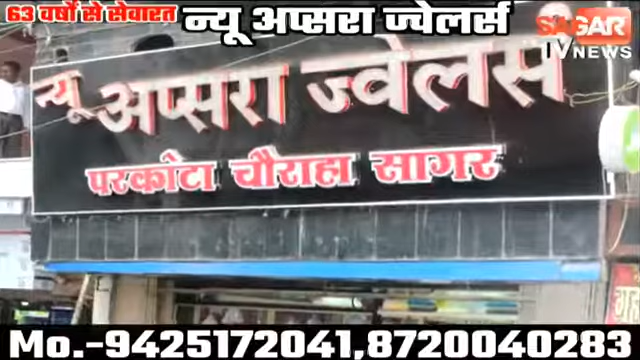 63 वर्षो से सेवारत न्यू अप्सरा ज्वेलर्स
SAGAR
TV NEWS
न्यू अप्सरा ज्वेलर्स
परकोटा चौराहा सागर
Mo.-9425172041,8720040283